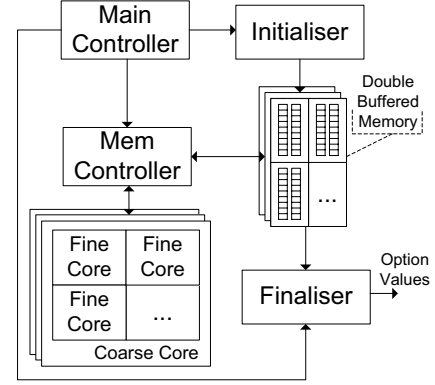 Main
Controller
Initialiser
Double
Buffered
Memory
Mem
Controller
...
Fine
Core
Fine
Core
Fine
Core
...
Coarse Core
Finaliser
Option
Values